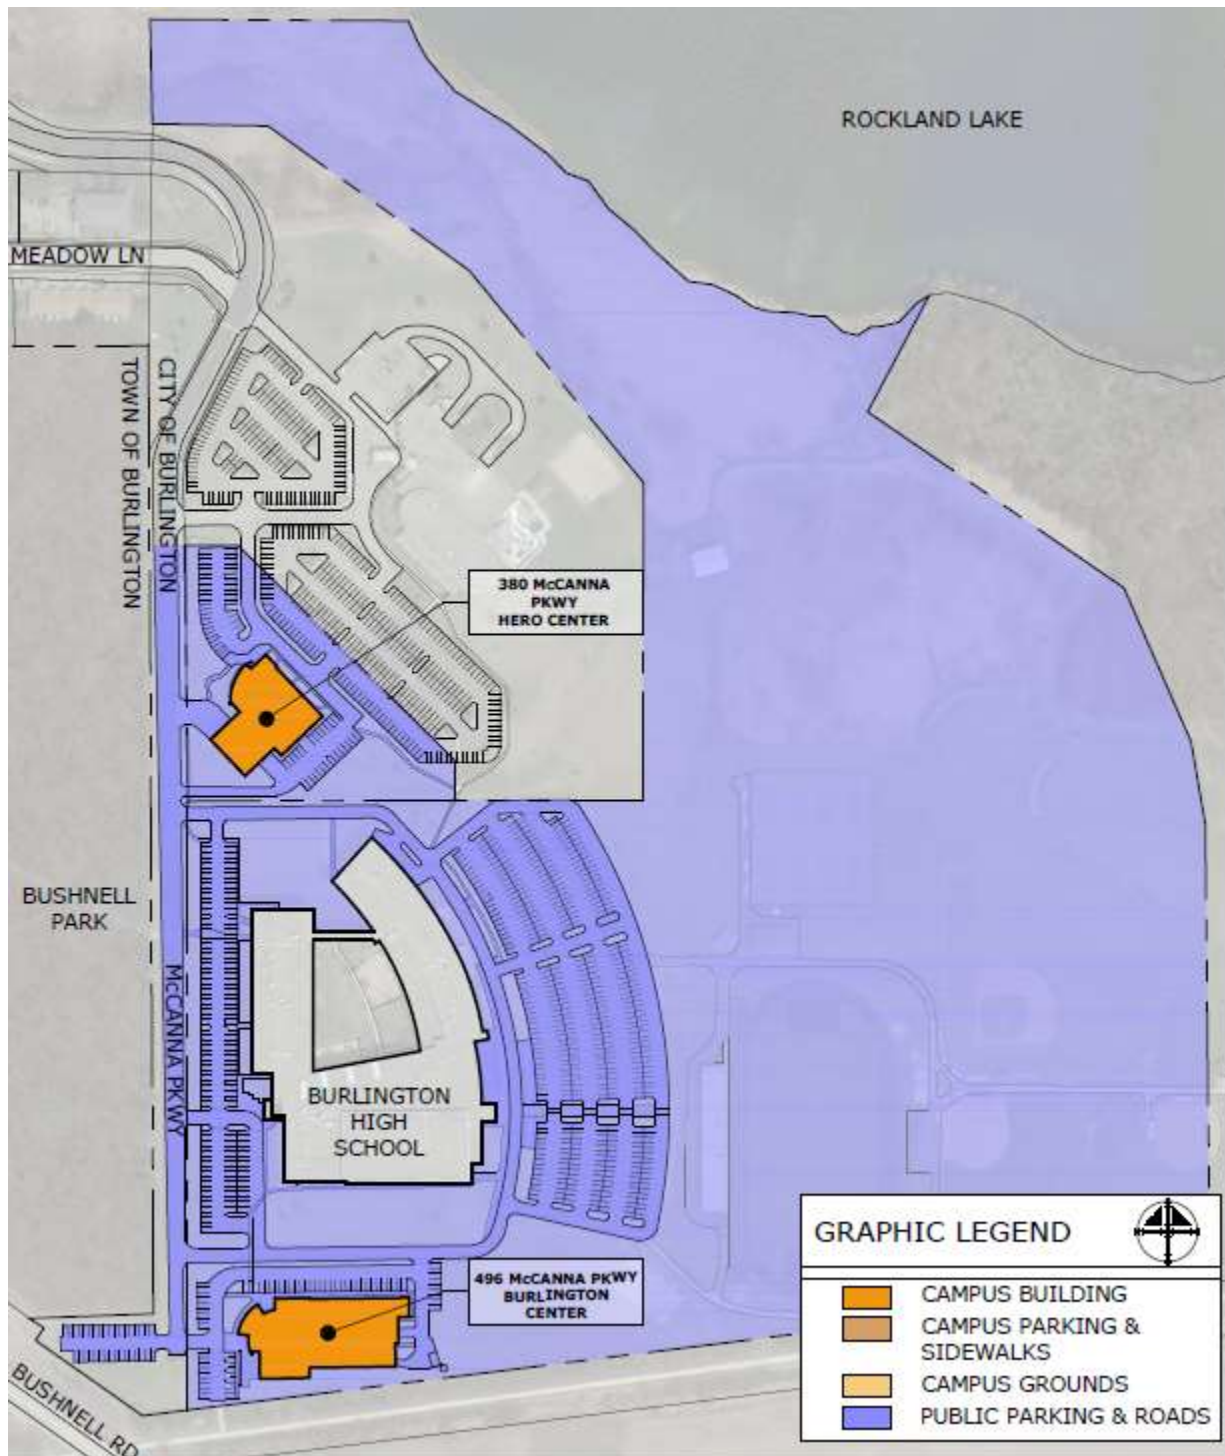 ROCKLAND LAKE
MEADOW LN
CITY OF BURLINGTON
TOWN OF BURLINGTON
380 McCANNA
PKWY
HERO CENTER
BUSHNELL
PARK
McCANNA PKWY
BURLINGTON
HIGH
SCHOOL
496 McCANNA PKWY
BURLINGTON
CENTER
BUSHNELL RD
GRAPHIC LEGEND
CAMPUS BUILDING
CAMPUS PARKING &
SIDEWALKS
CAMPUS GROUNDS
PUBLIC PARKING & ROADS